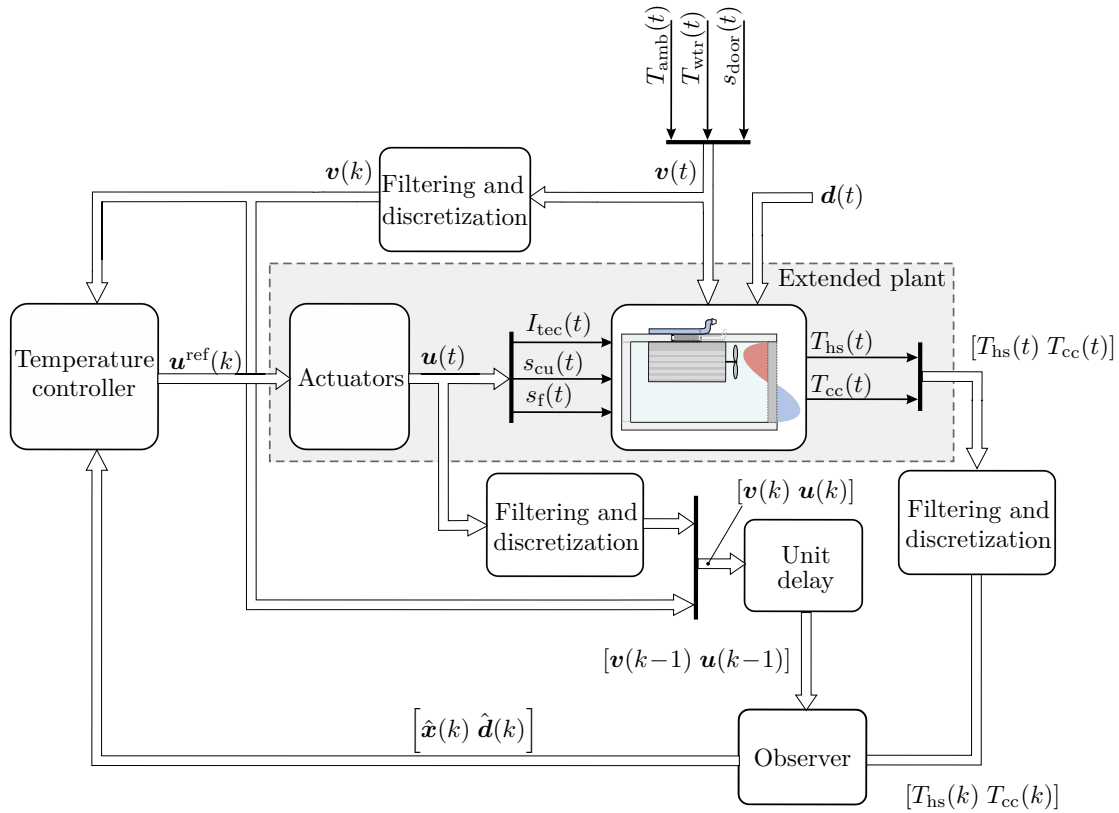 T_amb(t)
T_wtr(t)
s_door(t)
v(k)
Filtering and
discretization
v(t)
d(t)
Extended plant
Temperature
controller
u^ref(k)
Actuators
u(t)
I_tec(t)
s_cu(t)
s_f(t)
T_hs(t)
T_cc(t)
[T_hs(t) T_cc(t)]
Filtering and
discretization
[v(k) u(k)]
Unit
delay
Filtering and
discretization
[v(k−1) u(k−1)]
[x̂(k) d̂(k)]
Observer
[T_hs(k) T_cc(k)]